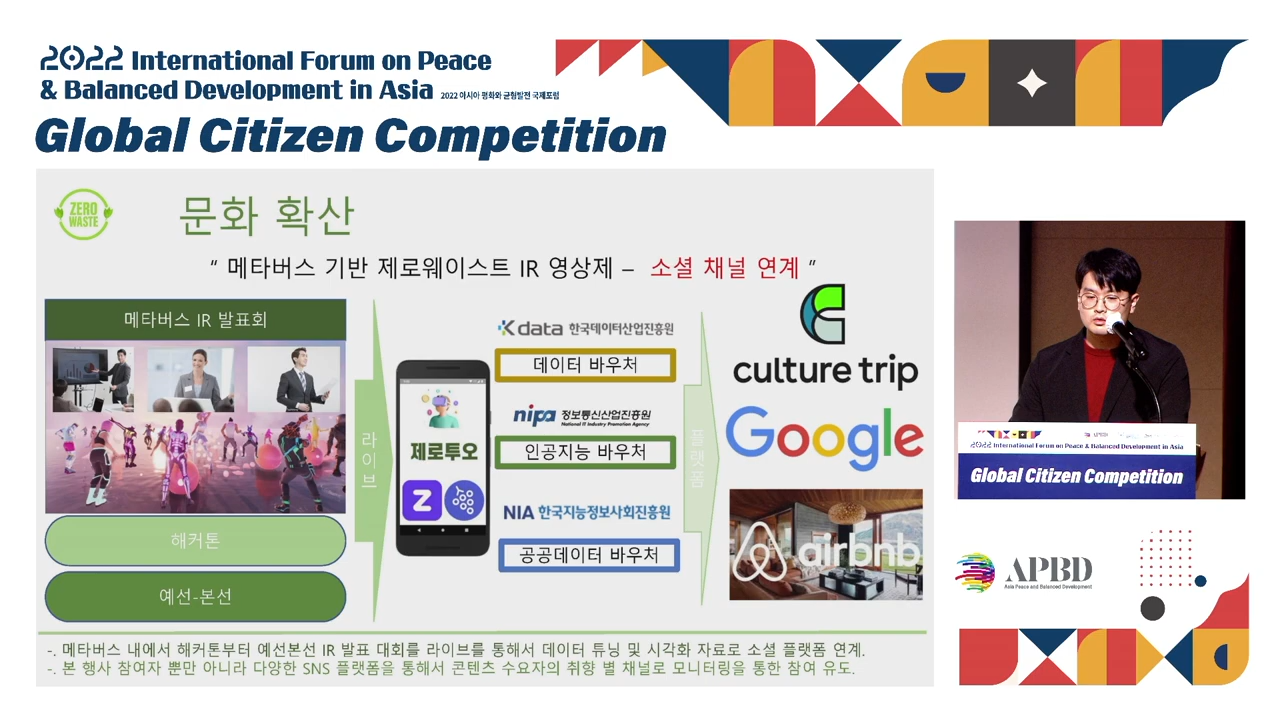 2022 International Forum on Peace
& Balanced Development in Asia 2022 아시아 평화와 균형발전 국제포럼
Global Citizen Competition
ZERO
WASTE
문화 확산
“ 메타버스 기반 제로웨이스트 IR 영상제 – 소셜 채널 연계 ”
메타버스 IR 발표회
해커톤
예선-본선
라이브
제로투오
Z
Kdata 한국데이터산업진흥원
데이터 바우처
nipa 정보통신산업진흥원
National IT Industry Promotion Agency
인공지능 바우처
NIA 한국지능정보사회진흥원
공공데이터 바우처
플랫폼
culture trip
Google
airbnb
-. 메타버스 내에서 해커톤부터 예선본선 IR 발표 대회를 라이브를 통해서 데이터 튜닝 및 시각화 자료로 소셜 플랫폼 연계.
-. 본 행사 참여자 뿐만 아니라 다양한 SNS 플랫폼을 통해서 콘텐츠 수요자의 취향 별 채널로 모니터링을 통한 참여 유도.
2022 International Forum on Peace & Balanced Development in Asia
Global Citizen Competition
APBD
Asia Peace and Balanced Development